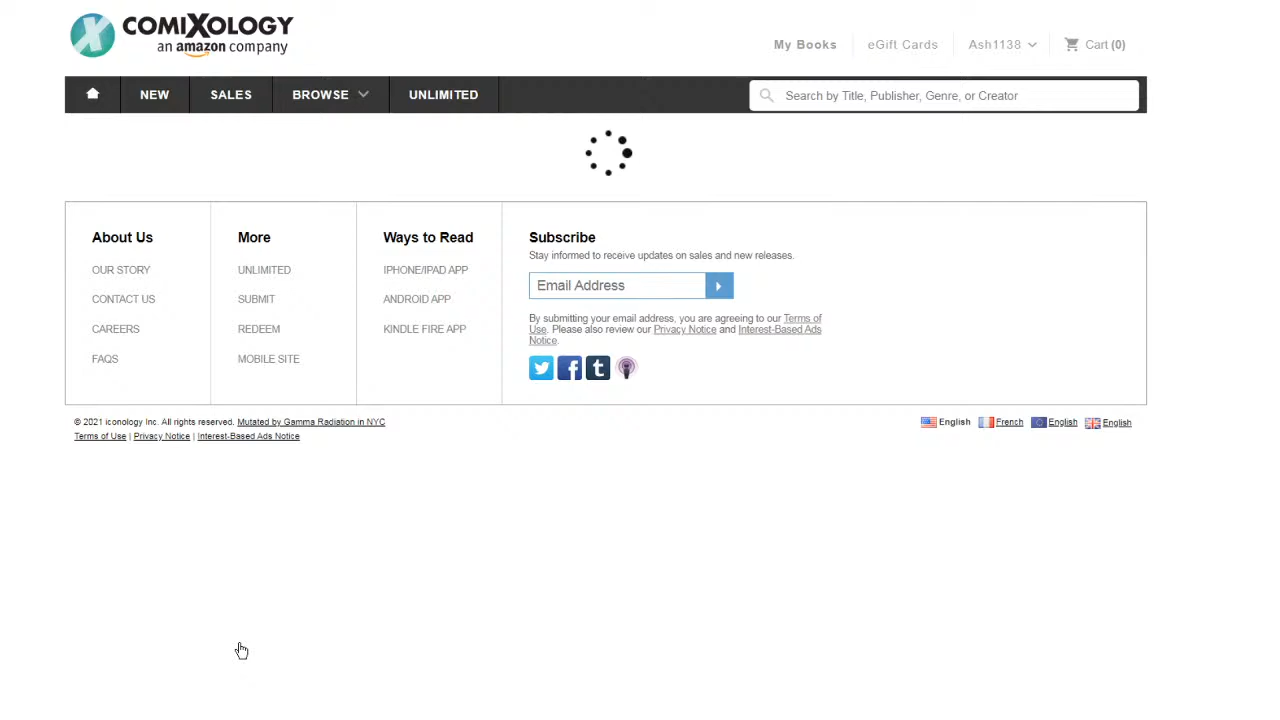 COMIXOLOGY
an amazon company
My Books
eGift Cards
Ash1138
Cart (0)
NEW
SALES
BROWSE
UNLIMITED
Search by Title, Publisher, Genre, or Creator
About Us
OUR STORY
CONTACT US
CAREERS
FAQS
More
UNLIMITED
SUBMIT
REDEEM
MOBILE SITE
Ways to Read
IPHONE/IPAD APP
ANDROID APP
KINDLE FIRE APP
Subscribe
Stay informed to receive updates on sales and new releases.
Email Address
By submitting your email address, you are agreeing to our Terms of
Use. Please also review our Privacy Notice and Interest-Based Ads
Notice.
© 2021 iconology Inc. All rights reserved. Mutated by Gamma Radiation in NYC
Terms of Use | Privacy Notice | Interest-Based Ads Notice
English
French
English
English